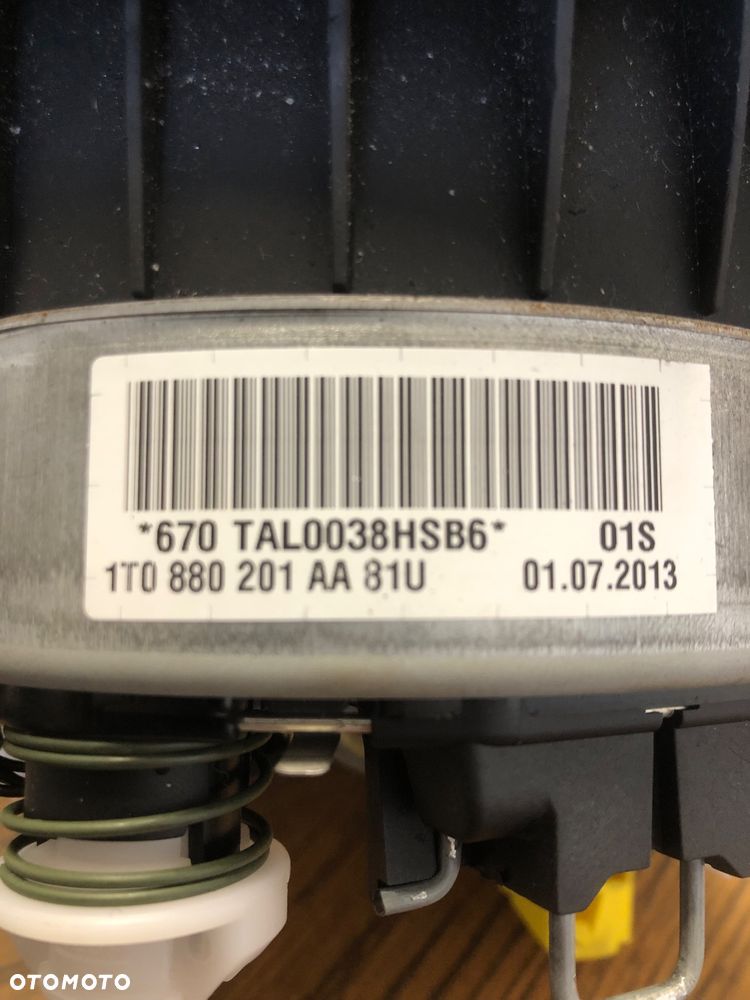 *670 TAL0038HSB6* 01S
1T0 880 201 AA 81U 01.07.2013
OTOMOTO